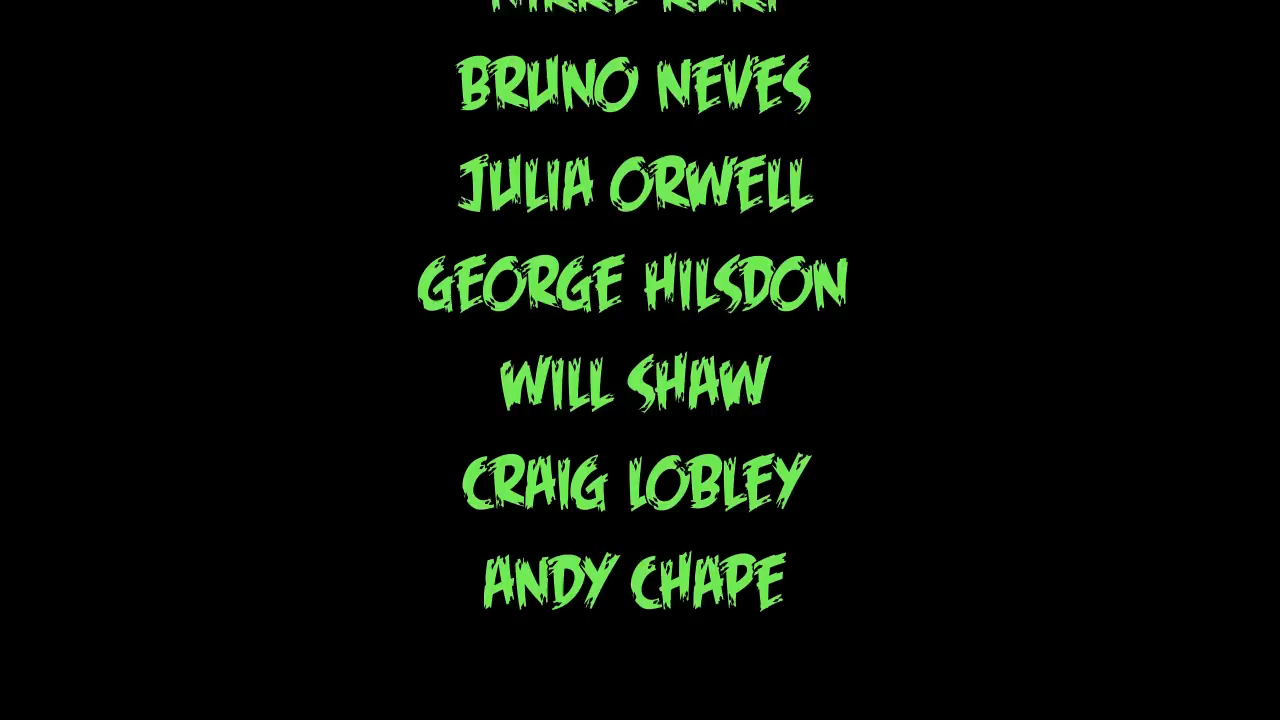 BRUNO NEVES
JULIA ORWELL
GEORGE HILSDON
WILL SHAW
CRAIG LOBLEY
ANDY CHAPE